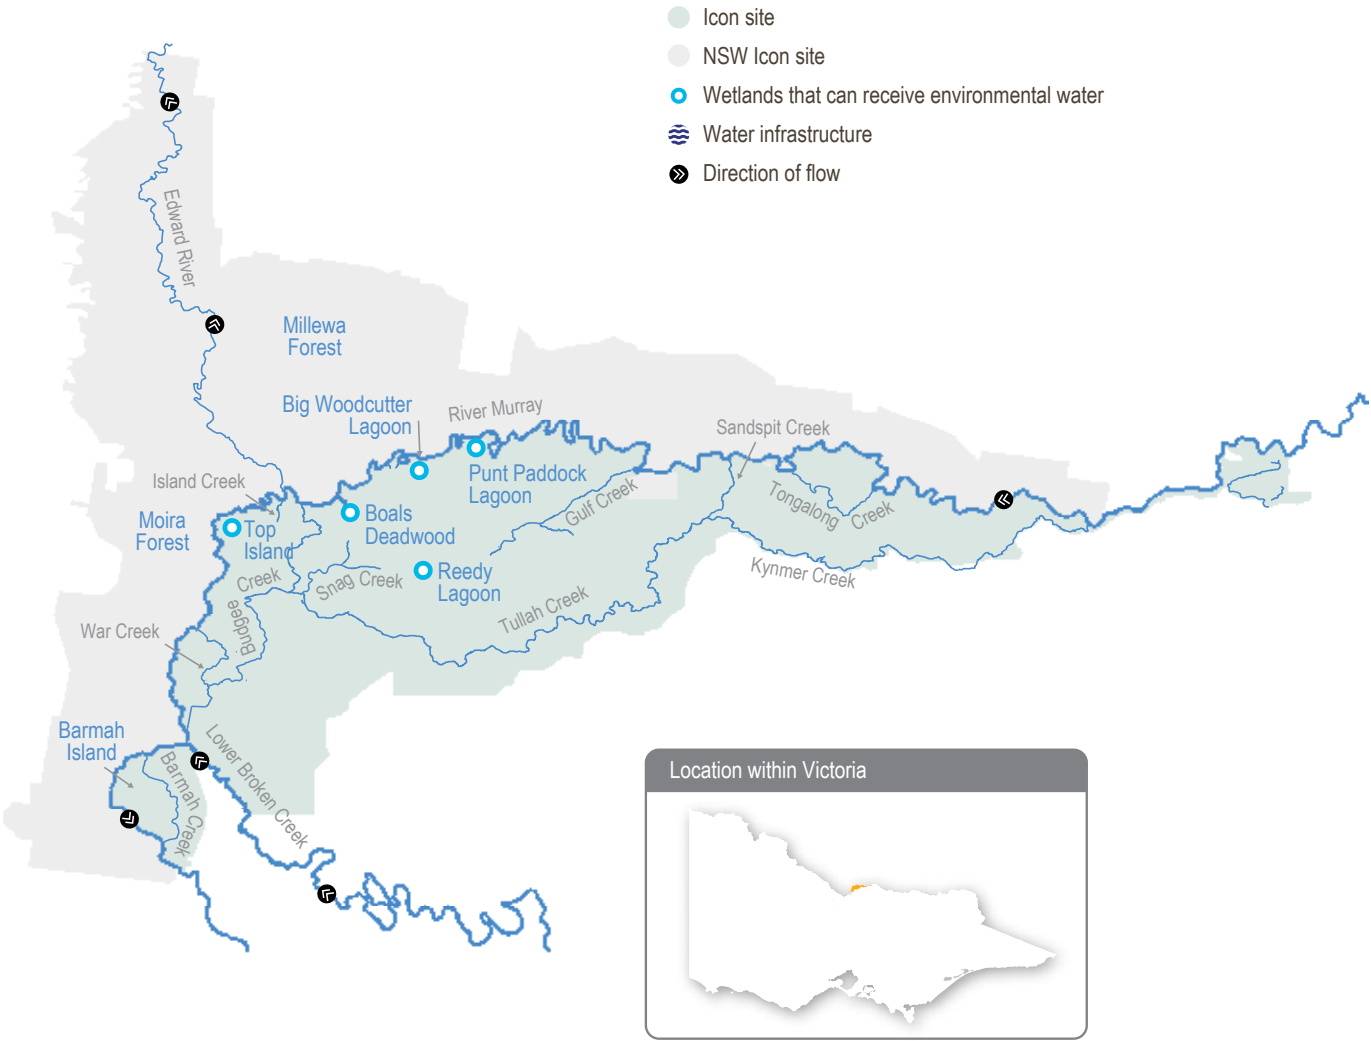 Icon site
NSW Icon site
Wetlands that can receive environmental water
Water infrastructure
Direction of flow
Edward River
Millewa
Forest
Big Woodcutter
Lagoon
River Murray
Sandspit Creek
Island Creek
Punt Paddock
Lagoon
Gulf Creek
Tongalong
Creek
Moira
Forest
Top
Island
Boals
Deadwood
Kynmer Creek
Creek
Budgee
Snag Creek
Reedy
Lagoon
Tullah Creek
War Creek
Barmah
Island
Barmah Creek
Lower Broken Creek
Location within Victoria